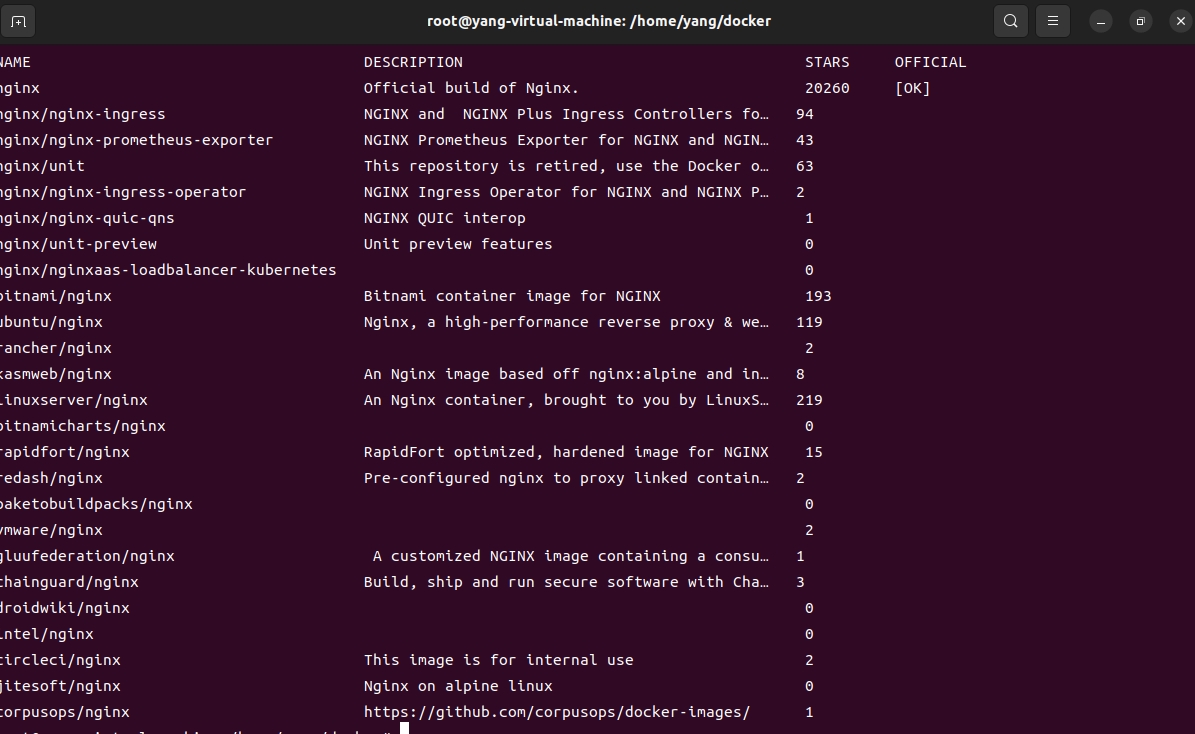 root@yang-virtual-machine: /home/yang/docker
NAME DESCRIPTION STARS OFFICIAL
nginx Official build of Nginx. 20260 [OK]
nginx/nginx-ingress NGINX and  NGINX Plus Ingress Controllers fo… 94
nginx/nginx-prometheus-exporter NGINX Prometheus Exporter for NGINX and NGIN… 43
nginx/unit This repository is retired, use the Docker o… 63
nginx/nginx-ingress-operator NGINX Ingress Operator for NGINX and NGINX P… 2
nginx/nginx-quic-qns NGINX QUIC interop 1
nginx/unit-preview Unit preview features 0
nginx/nginxaas-loadbalancer-kubernetes 0
bitnami/nginx Bitnami container image for NGINX 193
ubuntu/nginx Nginx, a high-performance reverse proxy & we… 119
rancher/nginx 2
kasmweb/nginx An Nginx image based off nginx:alpine and in… 8
linuxserver/nginx An Nginx container, brought to you by LinuxS… 219
bitnamicharts/nginx 0
rapidfort/nginx RapidFort optimized, hardened image for NGINX 15
redash/nginx Pre-configured nginx to proxy linked contain… 2
paketobuildpacks/nginx 0
vmware/nginx 2
gluufederation/nginx A customized NGINX image containing a consu… 1
chainguard/nginx Build, ship and run secure software with Cha… 3
droidwiki/nginx 0
intel/nginx 0
circleci/nginx This image is for internal use 2
jitesoft/nginx Nginx on alpine linux 0
corpusops/nginx https://github.com/corpusops/docker-images/ 1